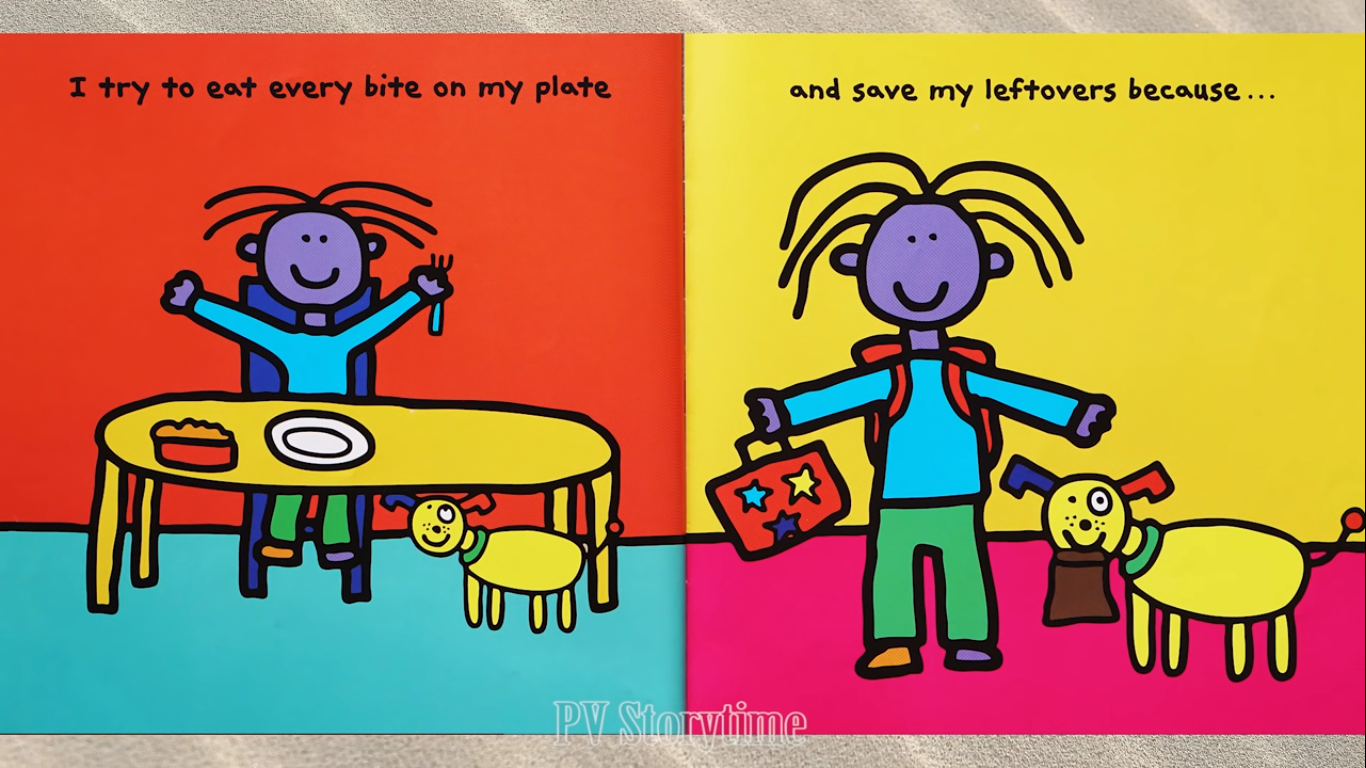 I try to eat every bite on my plate
and save my leftovers because...
PV Storytime